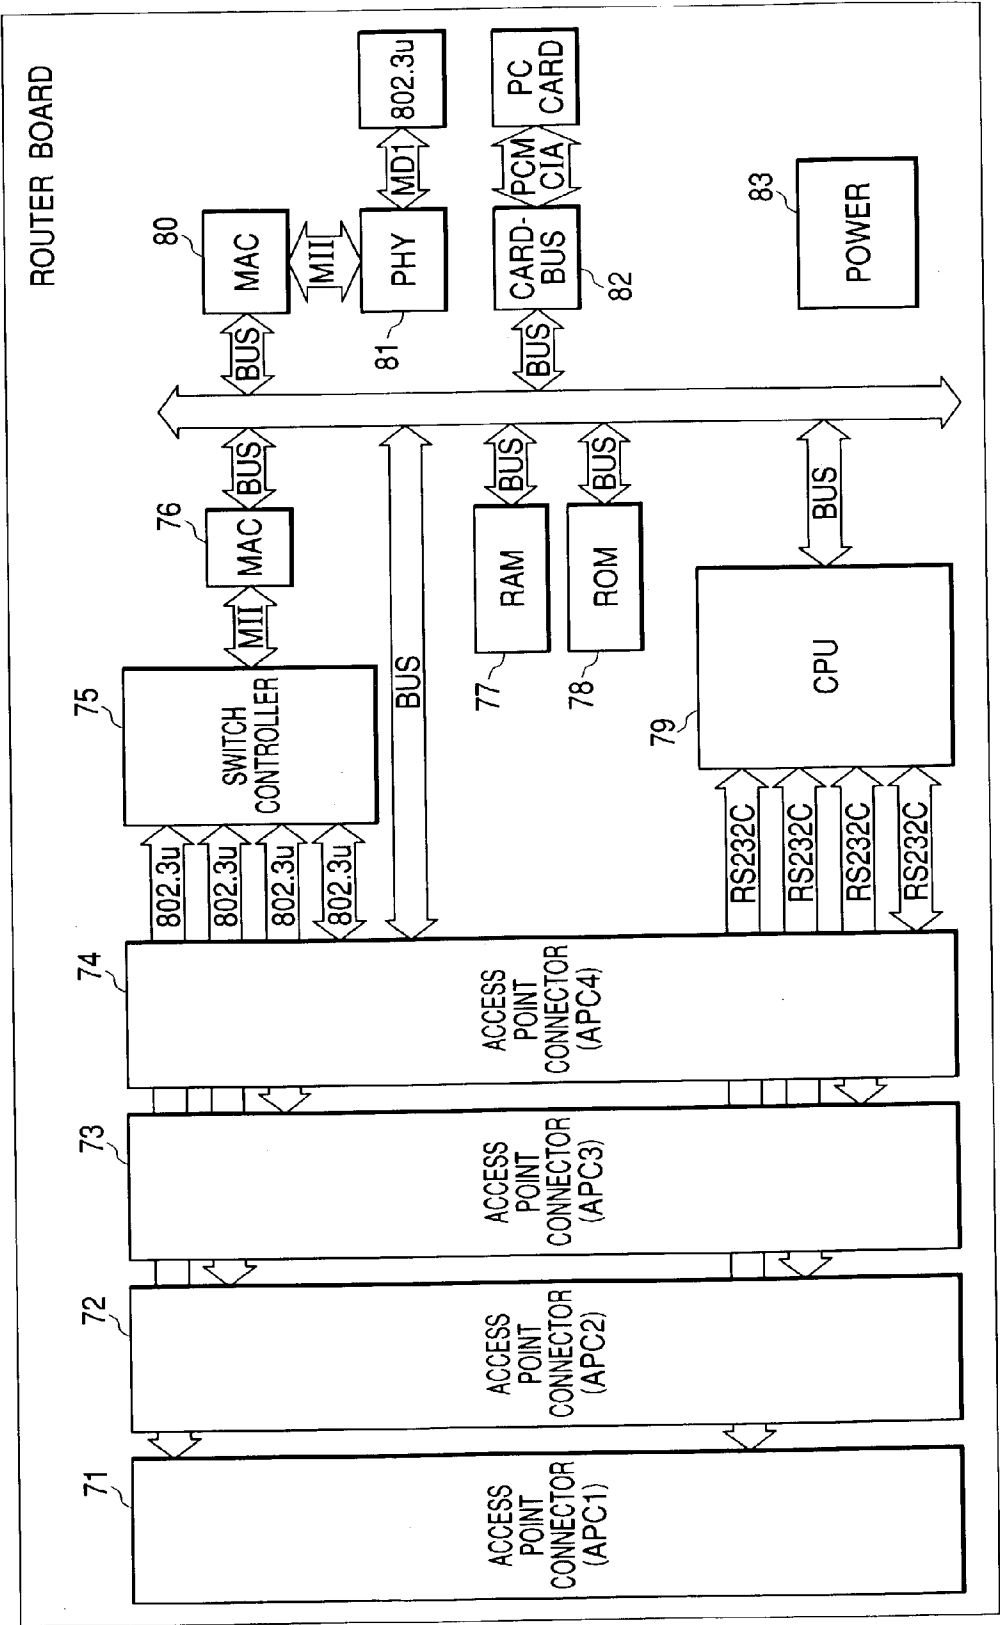 ROUTER BOARD
71
ACCESS
POINT
CONNECTOR
(APC1)
72
ACCESS
POINT
CONNECTOR
(APC2)
73
ACCESS
POINT
CONNECTOR
(APC3)
74
ACCESS
POINT
CONNECTOR
(APC4)
802.3u
802.3u
802.3u
802.3u
75
SWITCH
CONTROLLER
MII
76
MAC
BUS
BUS
80
MAC
MII
81
PHY
MD1
802.3u
BUS
77
RAM
BUS
78
ROM
BUS
BUS
82
CARD-
BUS
PCM
CIA
PC
CARD
RS232C
RS232C
RS232C
RS232C
79
CPU
BUS
83
POWER